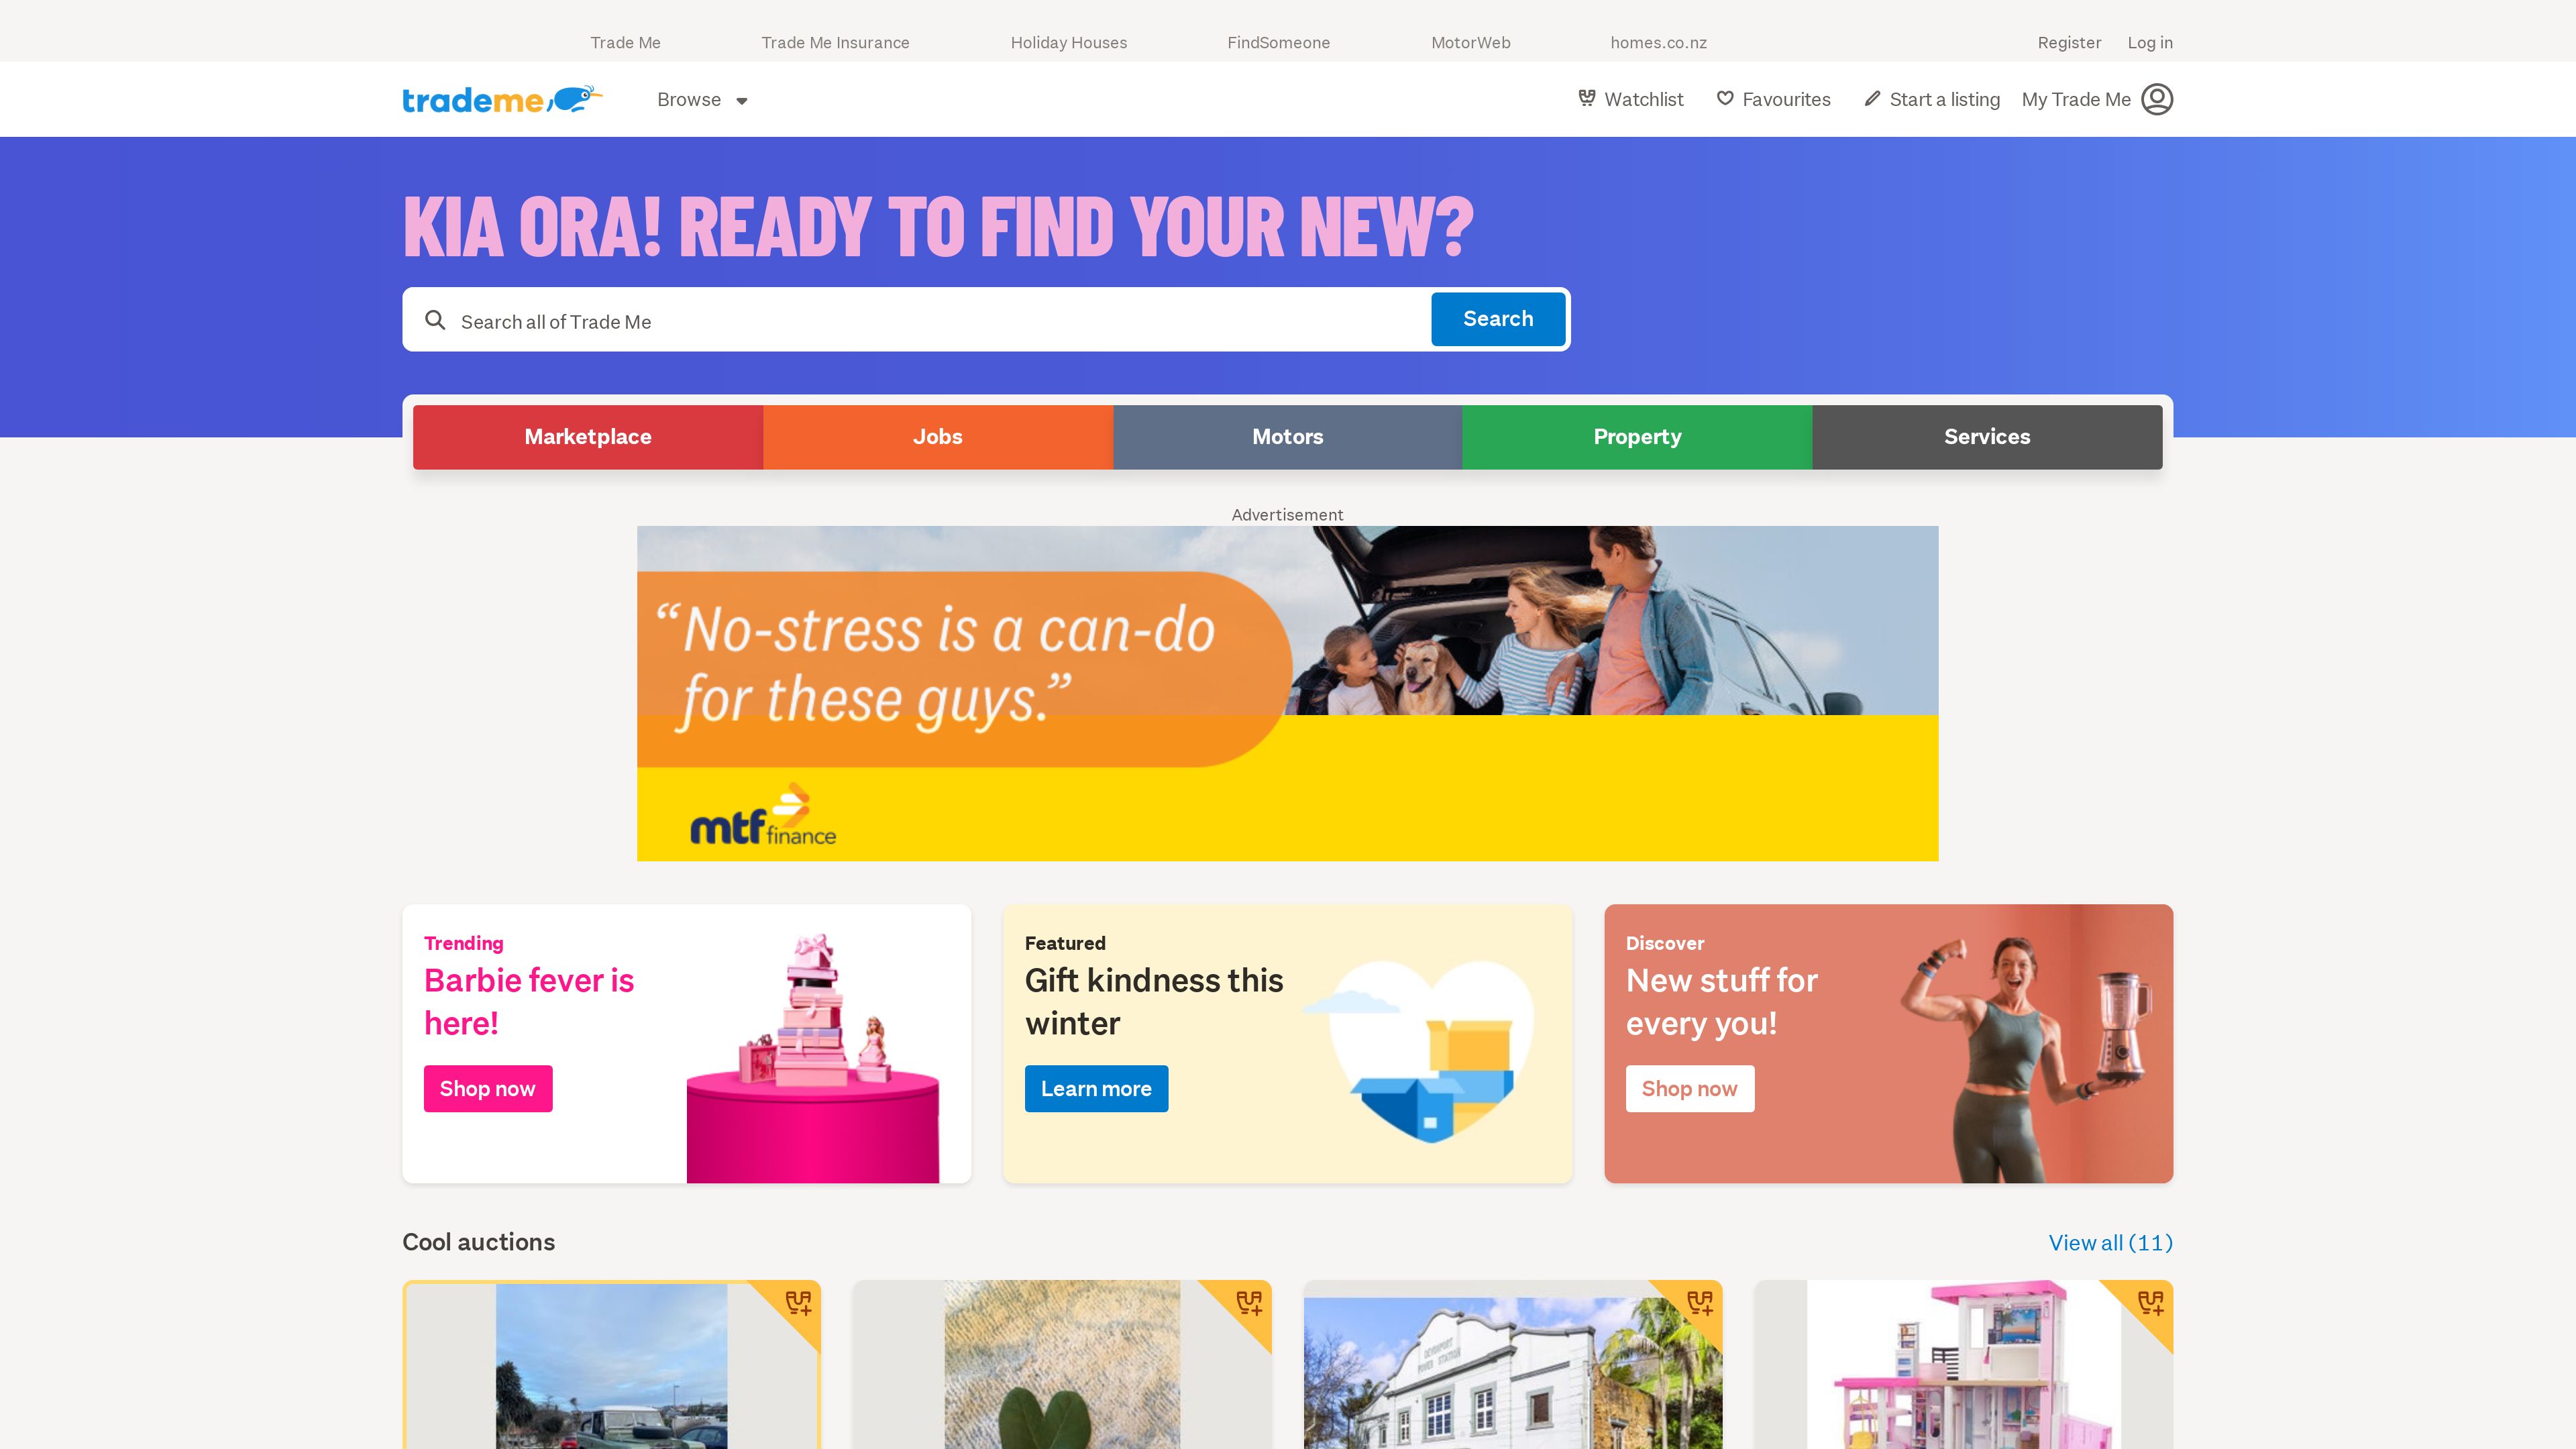 Trade Me
Trade Me Insurance
Holiday Houses
FindSomeone
MotorWeb
homes.co.nz
Register
Log in
trademe
Browse
Watchlist
Favourites
Start a listing
My Trade Me
KIA ORA! READY TO FIND YOUR NEW?
Search all of Trade Me
Search
Marketplace
Jobs
Motors
Property
Services
Advertisement
“No-stress is a can-do
for these guys.”
mtf finance
Trending
Barbie fever is
here!
Shop now
Featured
Gift kindness this
winter
Learn more
Discover
New stuff for
every you!
Shop now
Cool auctions
View all (11)
DEVONPORT
POWER STATION